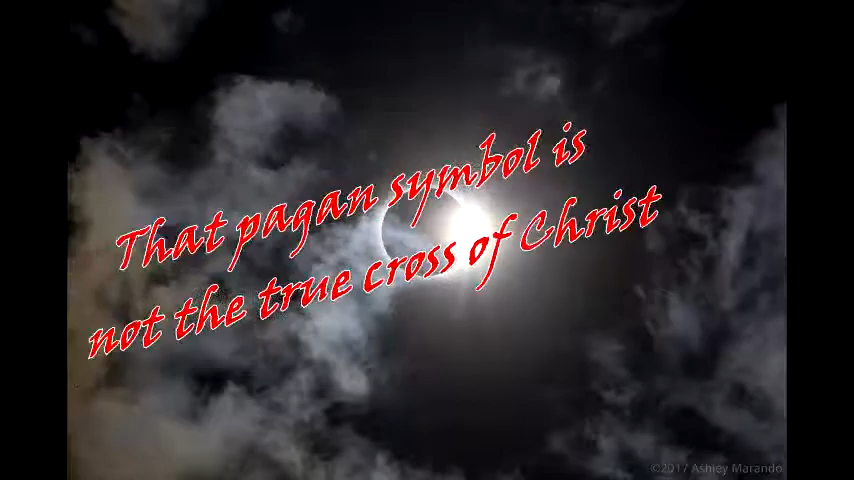 That pagan symbol is
not the true cross of Christ
©2017 Ashley Marando